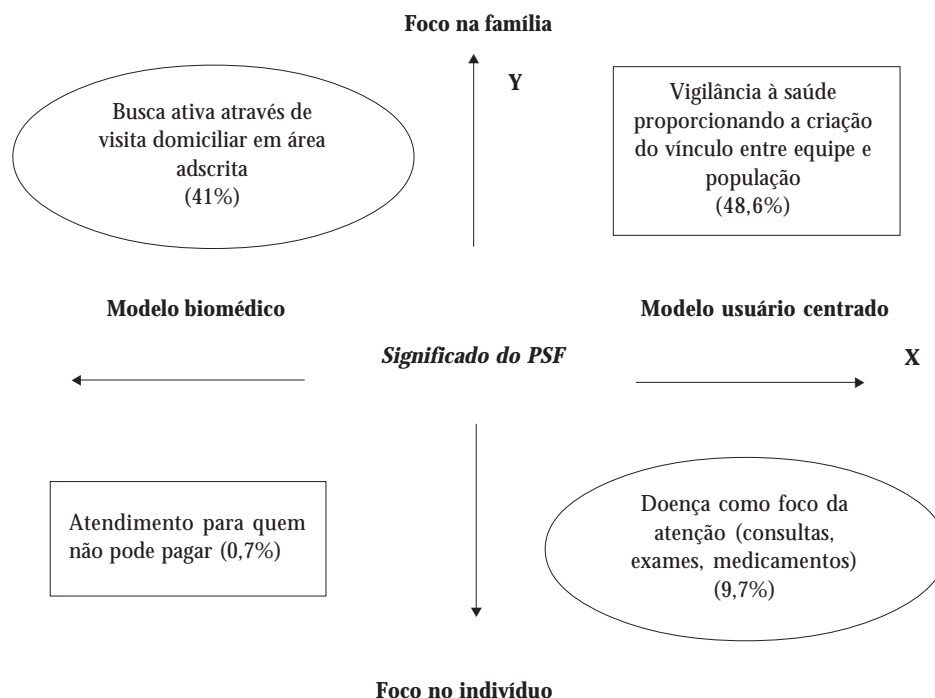 Foco na família
Y
Busca ativa através de
visita domiciliar em área
adscrita
(41%)
Vigilância à saúde
proporcionando a criação
do vínculo entre equipe e
população
(48,6%)
Modelo biomédico
Modelo usuário centrado
Significado do PSF
X
Atendimento para quem
não pode pagar (0,7%)
Doença como foco da
atenção (consultas,
exames, medicamentos)
(9,7%)
Foco no indivíduo